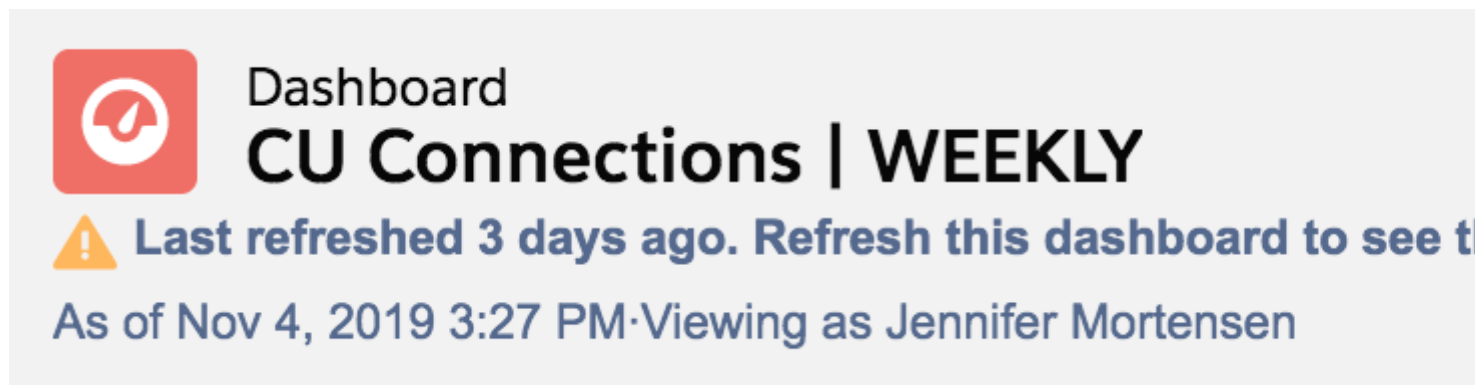 Dashboard
CU Connections | WEEKLY
Last refreshed 3 days ago. Refresh this dashboard to see
As of Nov 4, 2019 3:27 PM·Viewing as Jennifer Mortensen